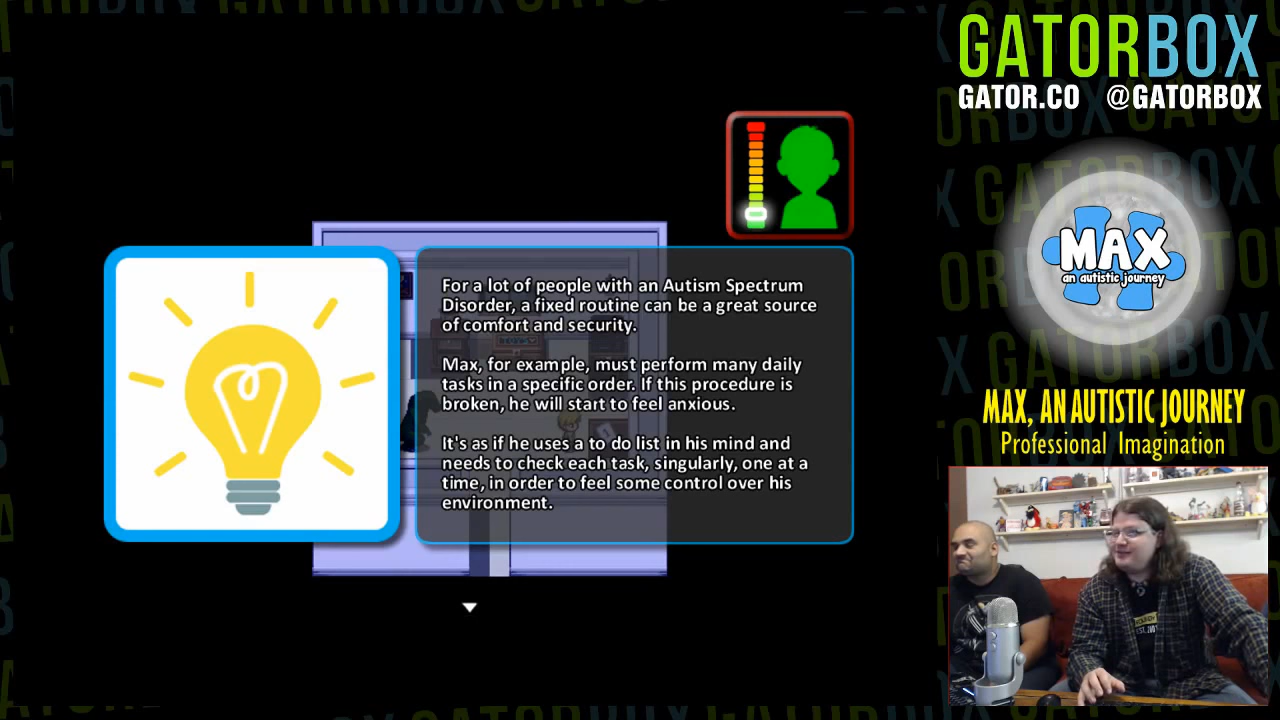 GATORBOX
GATOR.CO @GATORBOX
For a lot of people with an Autism Spectrum
Disorder, a fixed routine can be a great source
of comfort and security.
Max, for example, must perform many daily
tasks in a specific order. If this procedure is
broken, he will start to feel anxious.
It's as if he uses a to do list in his mind and
needs to check each task, singularly, one at a
time, in order to feel some control over his
environment.
MAX
an autistic journey
MAX, AN AUTISTIC JOURNEY
Professional Imagination